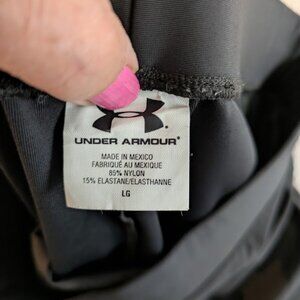 UNDER ARMOUR®
MADE IN MEXICO
FABRIQUÉ AU MEXIQUE
85% NYLON
15% ELASTANE/ELASTHANNE
LG